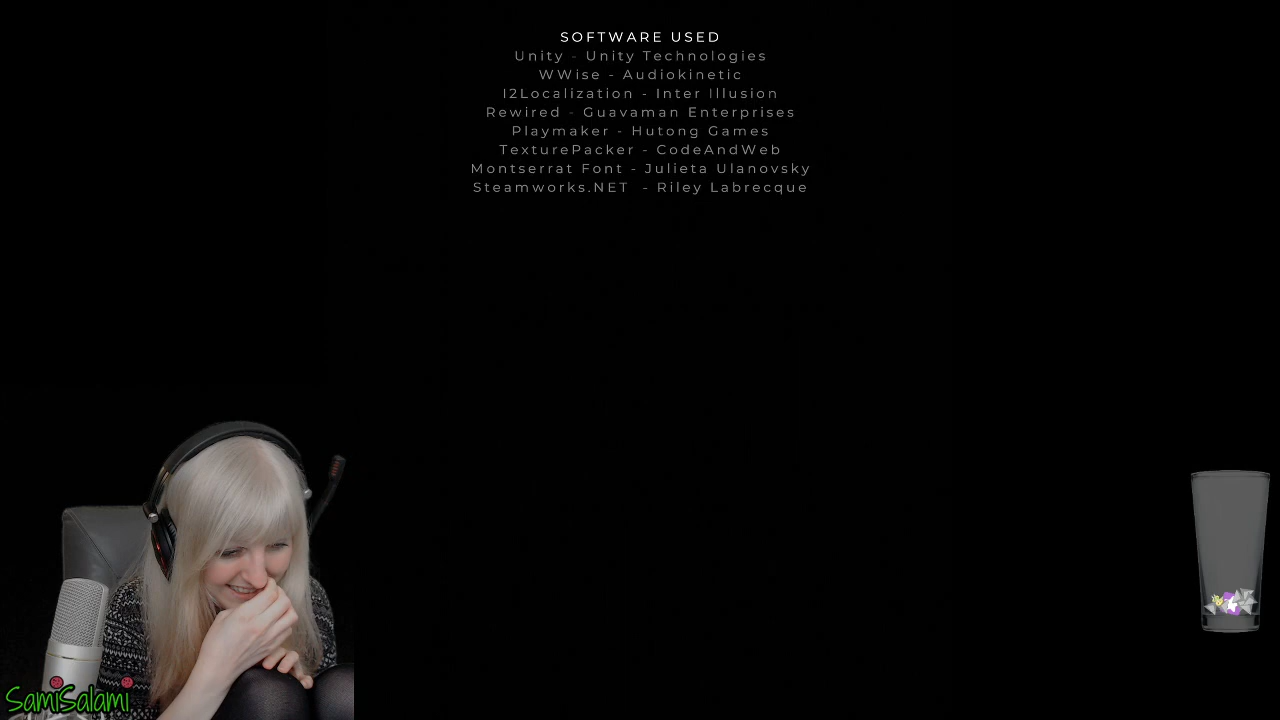 SOFTWARE USED
Unity - Unity Technologies
WWise - Audiokinetic
I2Localization - Inter Illusion
Rewired - Guavaman Enterprises
Playmaker - Hutong Games
TexturePacker - CodeAndWeb
Montserrat Font - Julieta Ulanovsky
Steamworks.NET - Riley Labrecque
SamiSalami